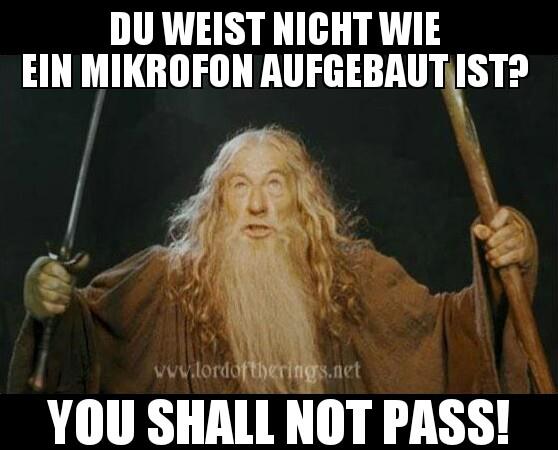 DU WEIST NICHT WIE
EIN MIKROFON AUFGEBAUT IST?
www.lordoftherings.net
YOU SHALL NOT PASS!